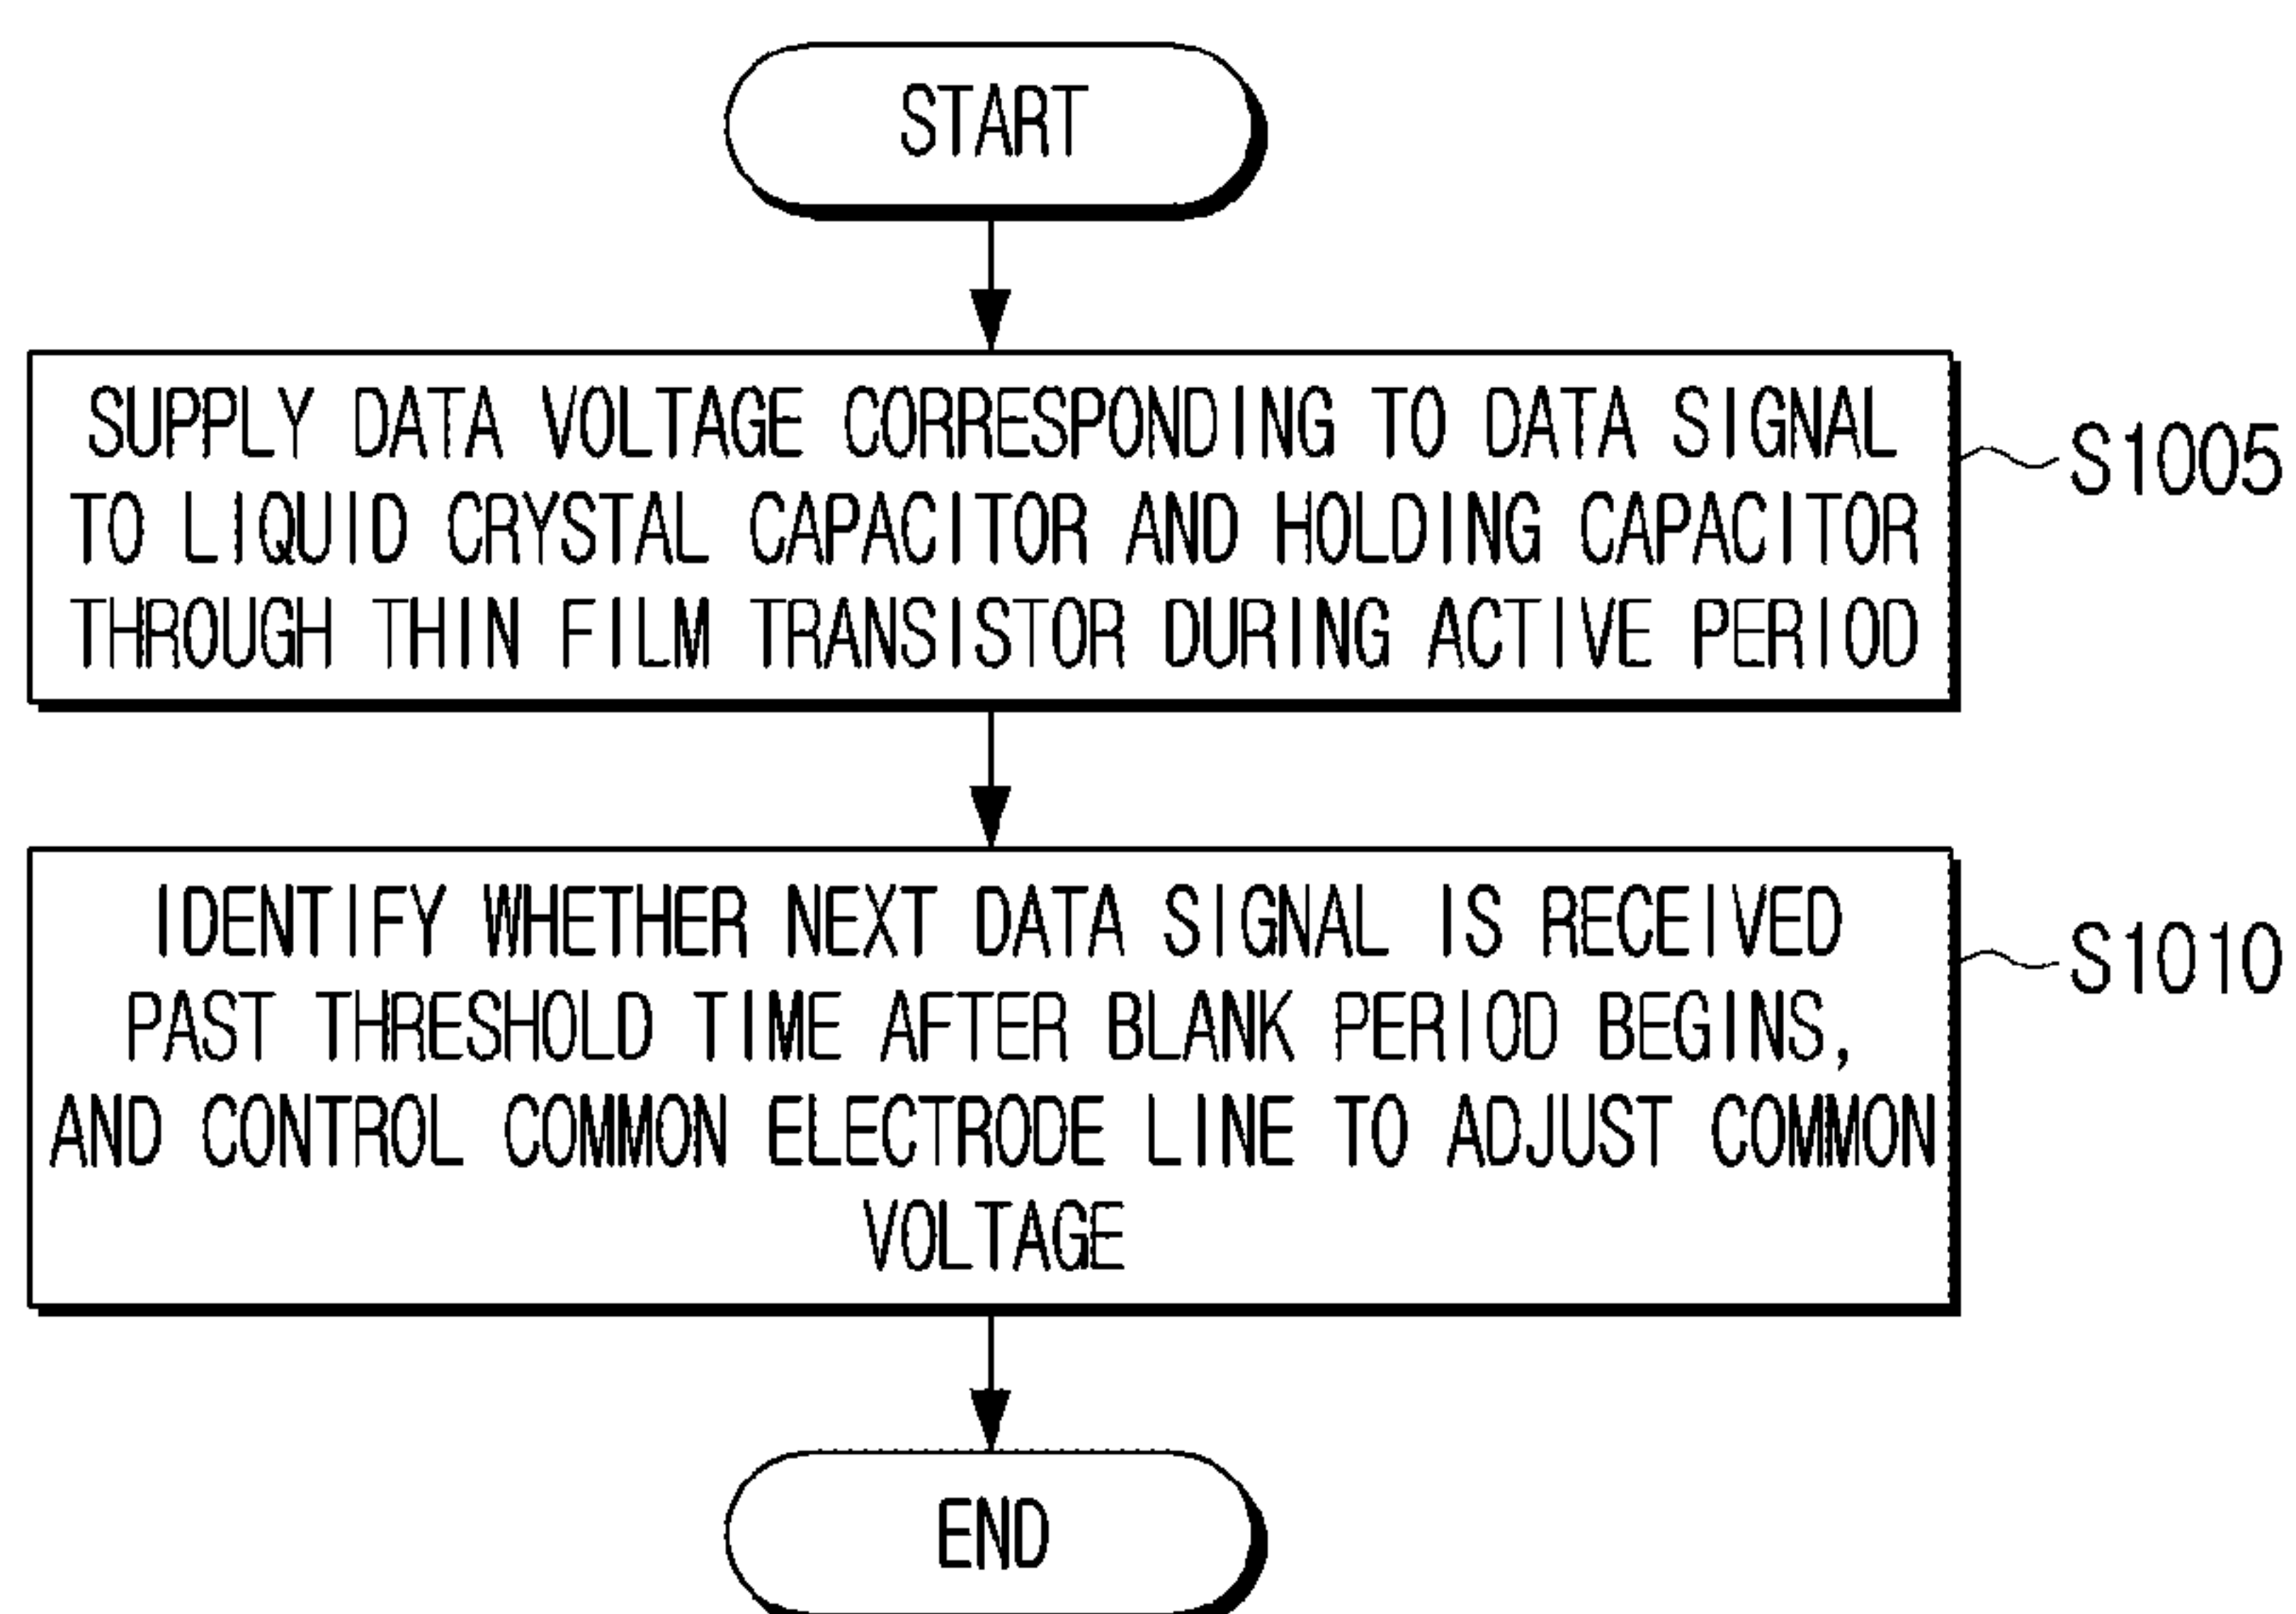 START
SUPPLY DATA VOLTAGE CORRESPONDING TO DATA SIGNAL
TO LIQUID CRYSTAL CAPACITOR AND HOLDING CAPACITOR
THROUGH THIN FILM TRANSISTOR DURING ACTIVE PERIOD
S1005
IDENTIFY WHETHER NEXT DATA SIGNAL IS RECEIVED
PAST THRESHOLD TIME AFTER BLANK PERIOD BEGINS,
AND CONTROL COMMON ELECTRODE LINE TO ADJUST COMMON
VOLTAGE
S1010
END